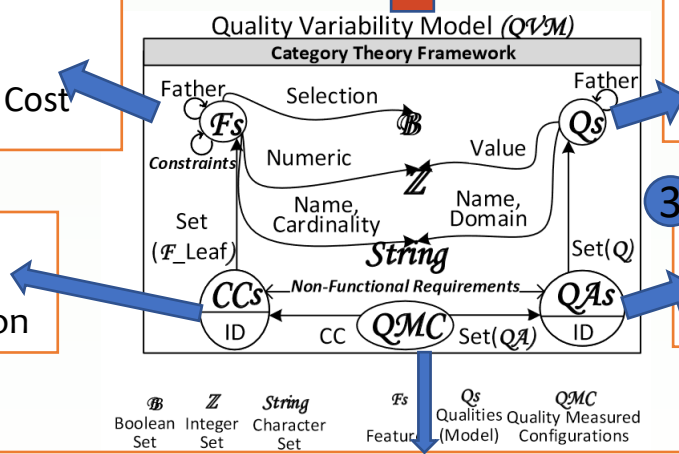 Quality Variability Model (QVM)
Category Theory Framework
Father
Father
Cost
Selection
𝓕s
𝓑
Qs
Constraints
Numeric
Value
ℤ
Name,
Cardinality
Name,
Domain
3
Set
(𝓕_Leaf)
String
Set(Q)
CCs
Non-Functional Requirements
QAs
on
ID
CC
QMC
Set(QA)
ID
𝓑
ℤ
String
𝓕s
Qs
QMC
Boolean
Set
Integer
Set
Character
Set
Qualities
(Model)
Quality Measured
Configurations